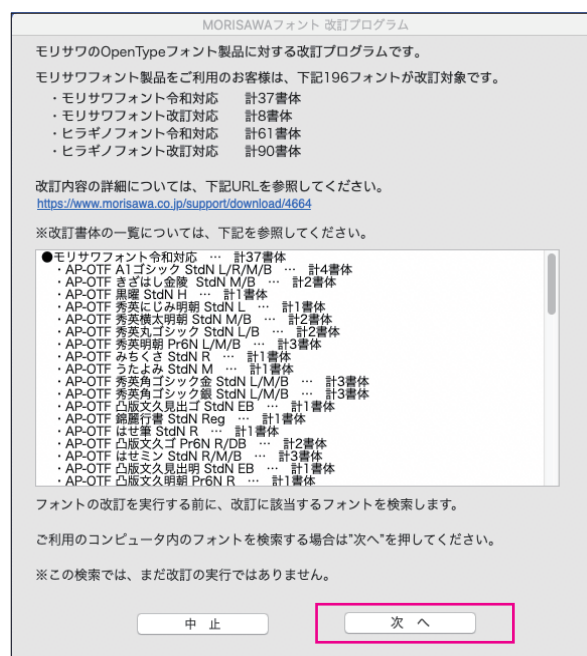 MORISAWAフォント 改訂プログラム
モリサワのOpenTypeフォント製品に対する改訂プログラムです。
モリサワフォント製品をご利用のお客様は、下記196フォントが改訂対象です。
・モリサワフォント令和対応 計37書体
・モリサワフォント改訂対応 計8書体
・ヒラギノフォント令和対応 計61書体
・ヒラギノフォント改訂対応 計90書体
改訂内容の詳細については、下記URLを参照してください。
https://www.morisawa.co.jp/support/download/4664
※改訂書体の一覧については、下記を参照してください。
●モリサワフォント令和対応 … 計37書体
・AP-OTF A1ゴシック StdN L/R/M/B … 計4書体
・AP-OTF きざはし金陵 StdN M/B … 計2書体
・AP-OTF 黒曜 StdN H … 計1書体
・AP-OTF 秀英にじみ明朝 StdN L … 計1書体
・AP-OTF 秀英横太明朝 StdN M/B … 計2書体
・AP-OTF 秀英丸ゴシック StdN L/B … 計2書体
・AP-OTF 秀英明朝 Pr6N L/M/B … 計3書体
・AP-OTF みちくさ StdN R … 計1書体
・AP-OTF うたよみ StdN M … 計1書体
・AP-OTF 秀英角ゴシック金 StdN L/M/B … 計3書体
・AP-OTF 秀英角ゴシック銀 StdN L/M/B … 計3書体
・AP-OTF 凸版文久見出ゴ StdN EB … 計1書体
・AP-OTF 錦麗行書 StdN Reg … 計1書体
・AP-OTF はせ筆 StdN R … 計1書体
・AP-OTF 凸版文久ゴ Pr6N R/DB … 計2書体
・AP-OTF はせミン StdN R/M/B … 計3書体
・AP-OTF 凸版文久見出明 StdN EB … 計1書体
・AP-OTF 凸版文久明朝 Pr6N R … 計1書体
フォントの改訂を実行する前に、改訂に該当するフォントを検索します。
ご利用のコンピュータ内のフォントを検索する場合は"次へ"を押してください。
※この検索では、まだ改訂の実行ではありません。
中 止
次 へ